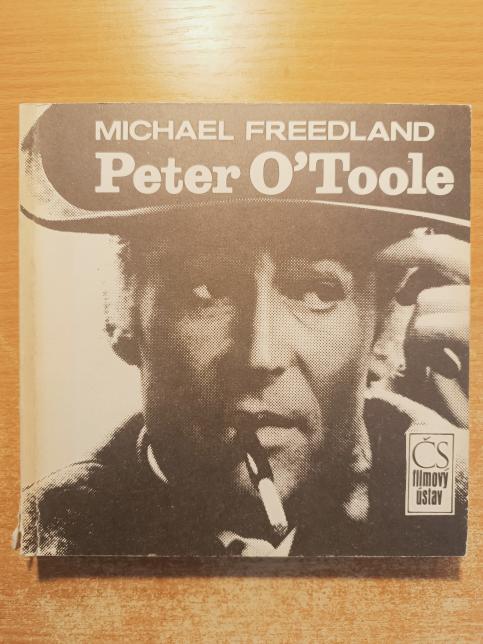 MICHAEL FREEDLAND
Peter O'Toole
ČS
filmový
ústav